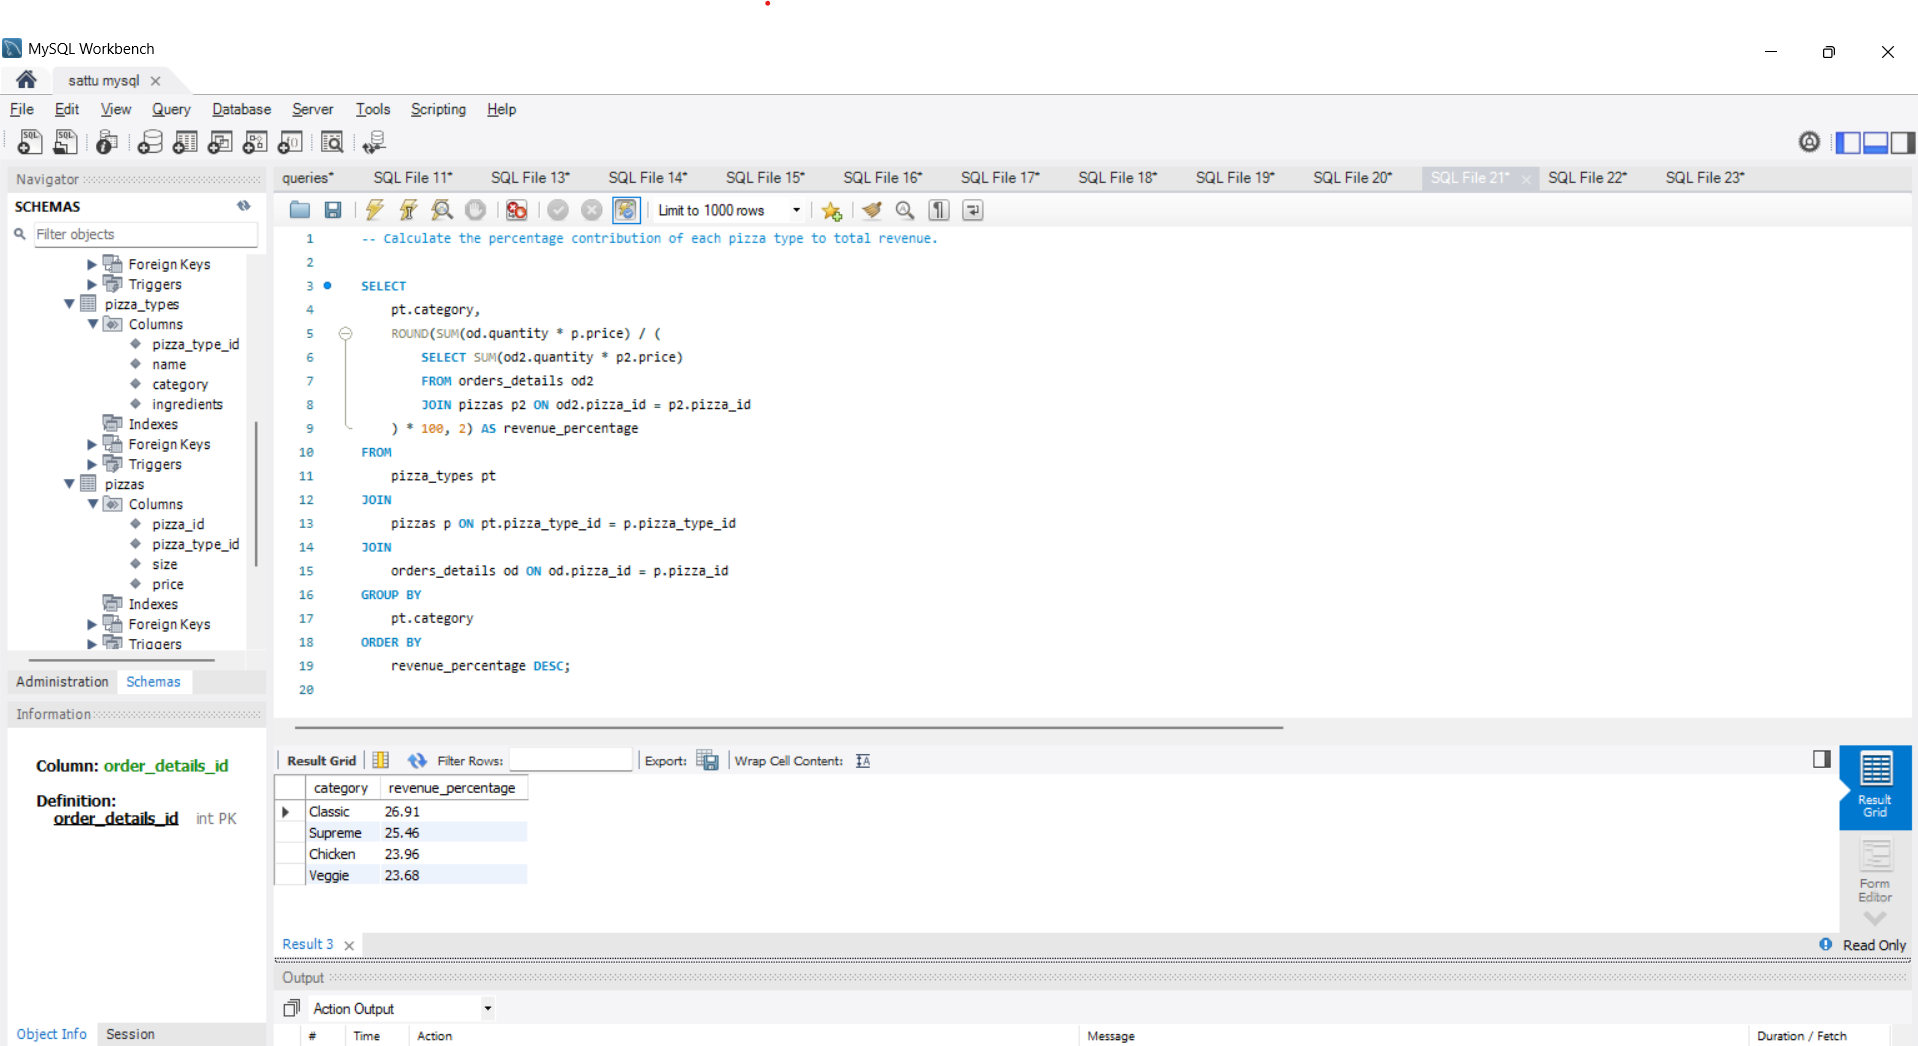 MySQL Workbench
sattu mysql
File Edit View Query Database Server Tools Scripting Help
Navigator
SCHEMAS
Filter objects
Foreign Keys
Triggers
pizza_types
Columns
pizza_type_id
name
category
ingredients
Indexes
Foreign Keys
Triggers
pizzas
Columns
pizza_id
pizza_type_id
size
price
Indexes
Foreign Keys
Triggers
Administration Schemas
Information
Column: order_details_id
Definition:
order_details_id int PK
Object Info Session
queries* SQL File 11* SQL File 13* SQL File 14* SQL File 15* SQL File 16* SQL File 17* SQL File 18* SQL File 19* SQL File 20* SQL File 21* SQL File 22* SQL File 23*
Limit to 1000 rows
1 -- Calculate the percentage contribution of each pizza type to total revenue.
2
3 SELECT
4 pt.category,
5 ROUND(SUM(od.quantity * p.price) / (
6 SELECT SUM(od2.quantity * p2.price)
7 FROM orders_details od2
8 JOIN pizzas p2 ON od2.pizza_id = p2.pizza_id
9 ) * 100, 2) AS revenue_percentage
10 FROM
11 pizza_types pt
12 JOIN
13 pizzas p ON pt.pizza_type_id = p.pizza_type_id
14 JOIN
15 orders_details od ON od.pizza_id = p.pizza_id
16 GROUP BY
17 pt.category
18 ORDER BY
19 revenue_percentage DESC;
20
Result Grid Filter Rows: Export: Wrap Cell Content:
category revenue_percentage
Classic 26.91
Supreme 25.46
Chicken 23.96
Veggie 23.68
Result Grid
Form Editor
Result 3
Read Only
Output
Action Output
# Time Action Message Duration / Fetch